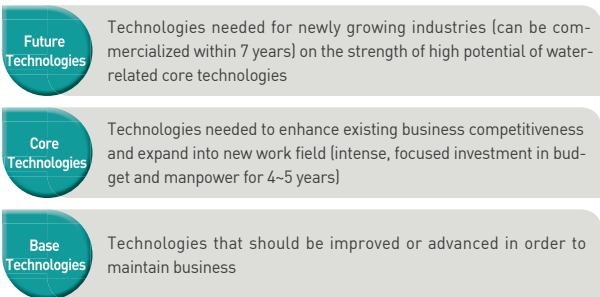 Future
Technologies
Technologies needed for newly growing industries (can be com-
mercialized within 7 years) on the strength of high potential of water-
related core technologies
Core
Technologies
Technologies needed to enhance existing business competitiveness
and expand into new work field (intense, focused investment in bud-
get and manpower for 4~5 years)
Base
Technologies
Technologies that should be improved or advanced in order to
maintain business